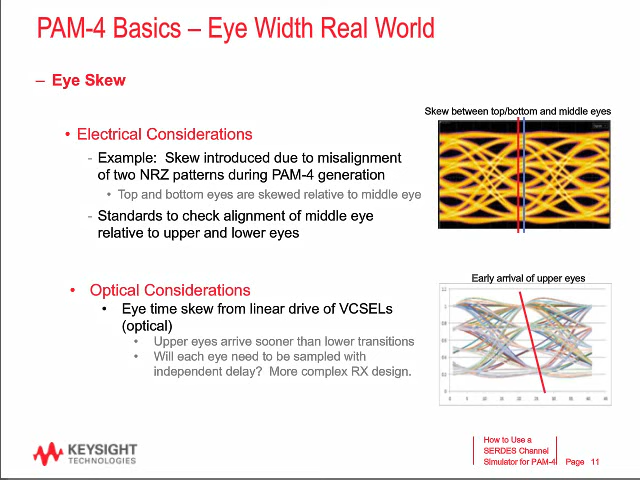 PAM-4 Basics – Eye Width Real World
– Eye Skew
• Electrical Considerations
- Example: Skew introduced due to misalignment
of two NRZ patterns during PAM-4 generation
• Top and bottom eyes are skewed relative to middle eye
- Standards to check alignment of middle eye
relative to upper and lower eyes
Skew between top/bottom and middle eyes
• Optical Considerations
• Eye time skew from linear drive of VCSELs
(optical)
• Upper eyes arrive sooner than lower transitions
• Will each eye need to be sampled with
independent delay? More complex RX design.
Early arrival of upper eyes
KEYSIGHT
TECHNOLOGIES
How to Use a
SERDES Channel
Simulator for PAM-4
Page 11